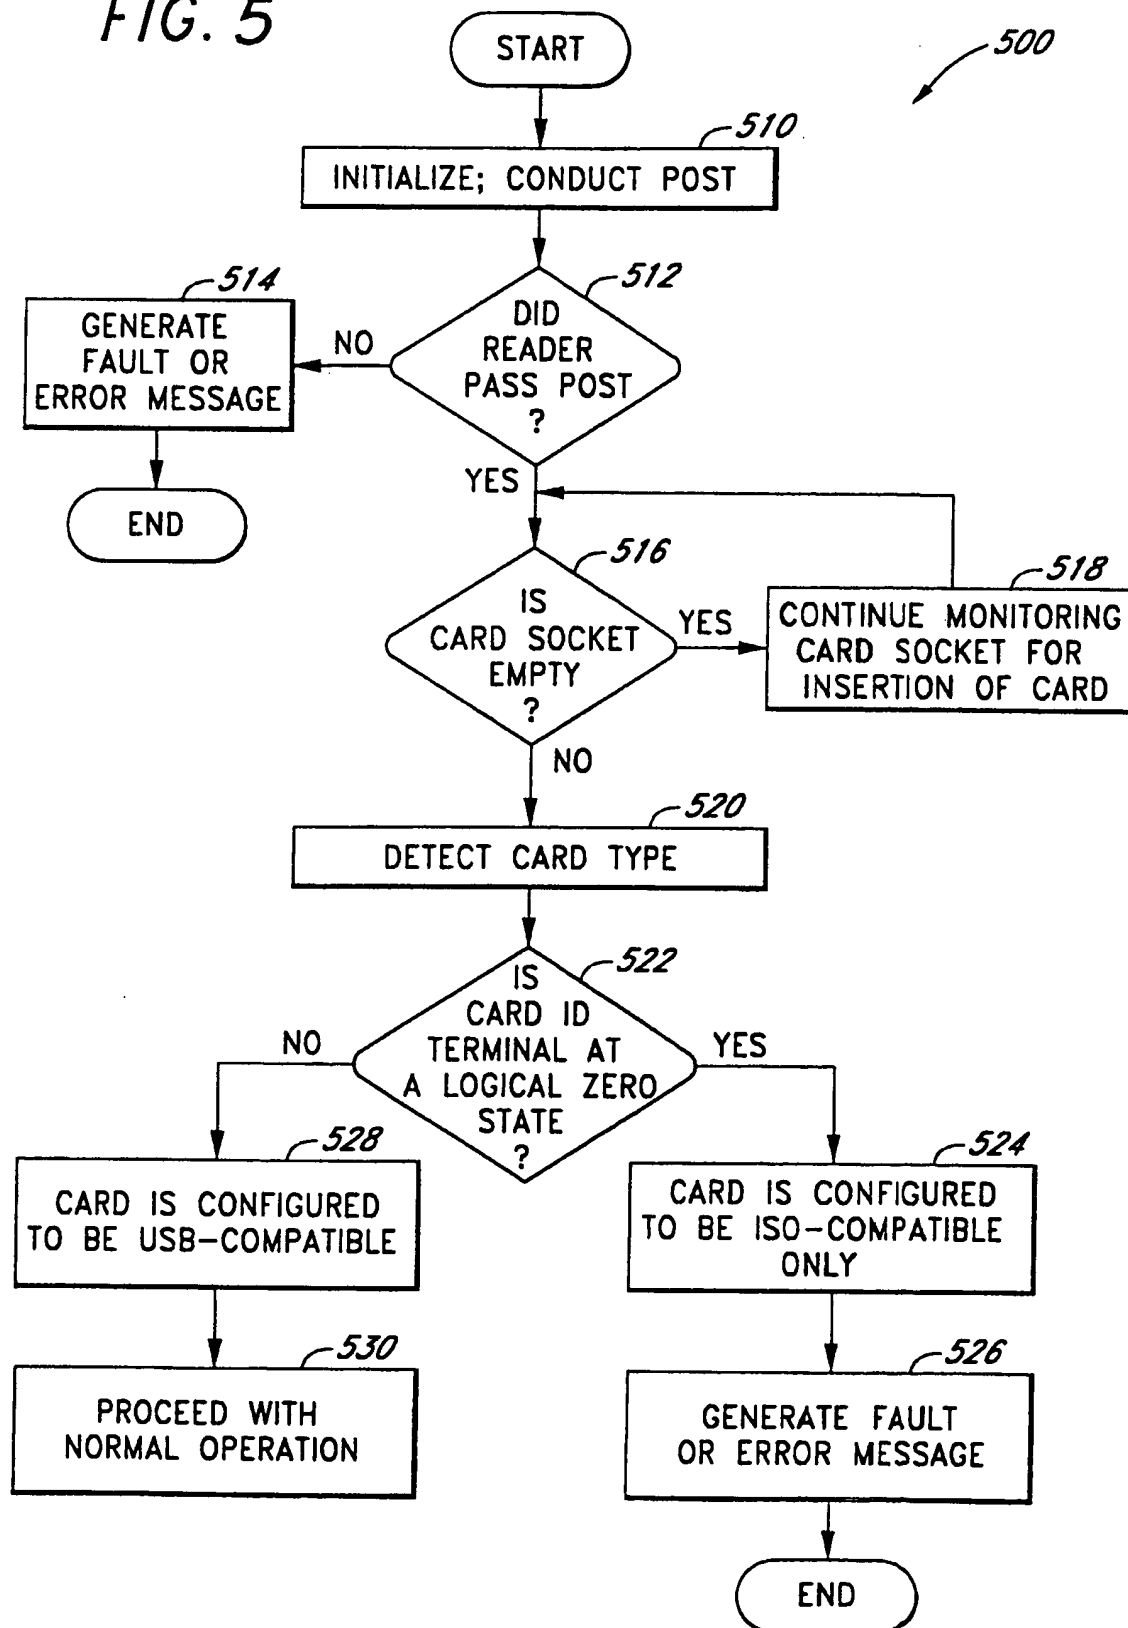 FIG. 5
START
500
510
INITIALIZE; CONDUCT POST
512
DID
READER
PASS POST
?
514
GENERATE
FAULT OR
ERROR MESSAGE
NO
END
YES
516
IS
CARD SOCKET
EMPTY
?
YES
518
CONTINUE MONITORING
CARD SOCKET FOR
INSERTION OF CARD
NO
520
DETECT CARD TYPE
522
IS
CARD ID
TERMINAL AT
A LOGICAL ZERO
STATE
?
NO
YES
528
CARD IS CONFIGURED
TO BE USB-COMPATIBLE
524
CARD IS CONFIGURED
TO BE ISO-COMPATIBLE
ONLY
530
PROCEED WITH
NORMAL OPERATION
526
GENERATE FAULT
OR ERROR MESSAGE
END